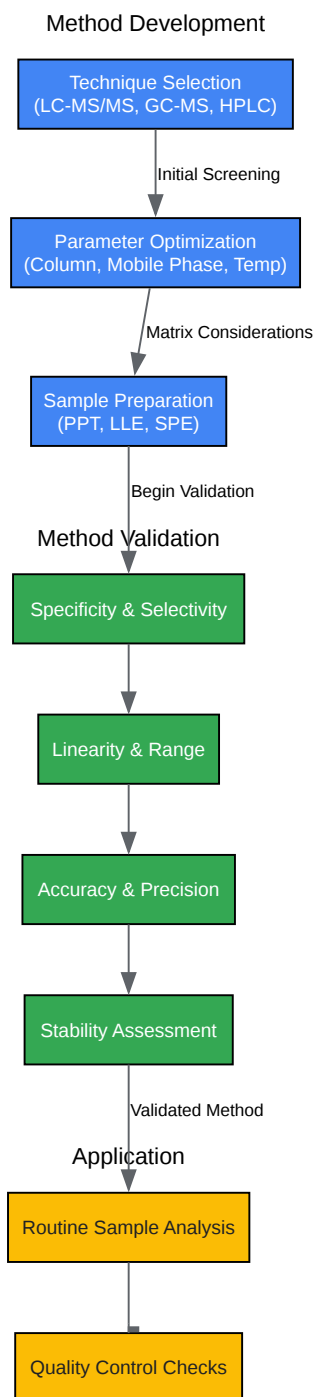 Method Development
Technique Selection
(LC-MS/MS, GC-MS, HPLC)
Initial Screening
Parameter Optimization
(Column, Mobile Phase, Temp)
Matrix Considerations
Sample Preparation
(PPT, LLE, SPE)
Begin Validation
Method Validation
Specificity & Selectivity
Linearity & Range
Accuracy & Precision
Stability Assessment
Validated Method
Application
Routine Sample Analysis
Quality Control Checks